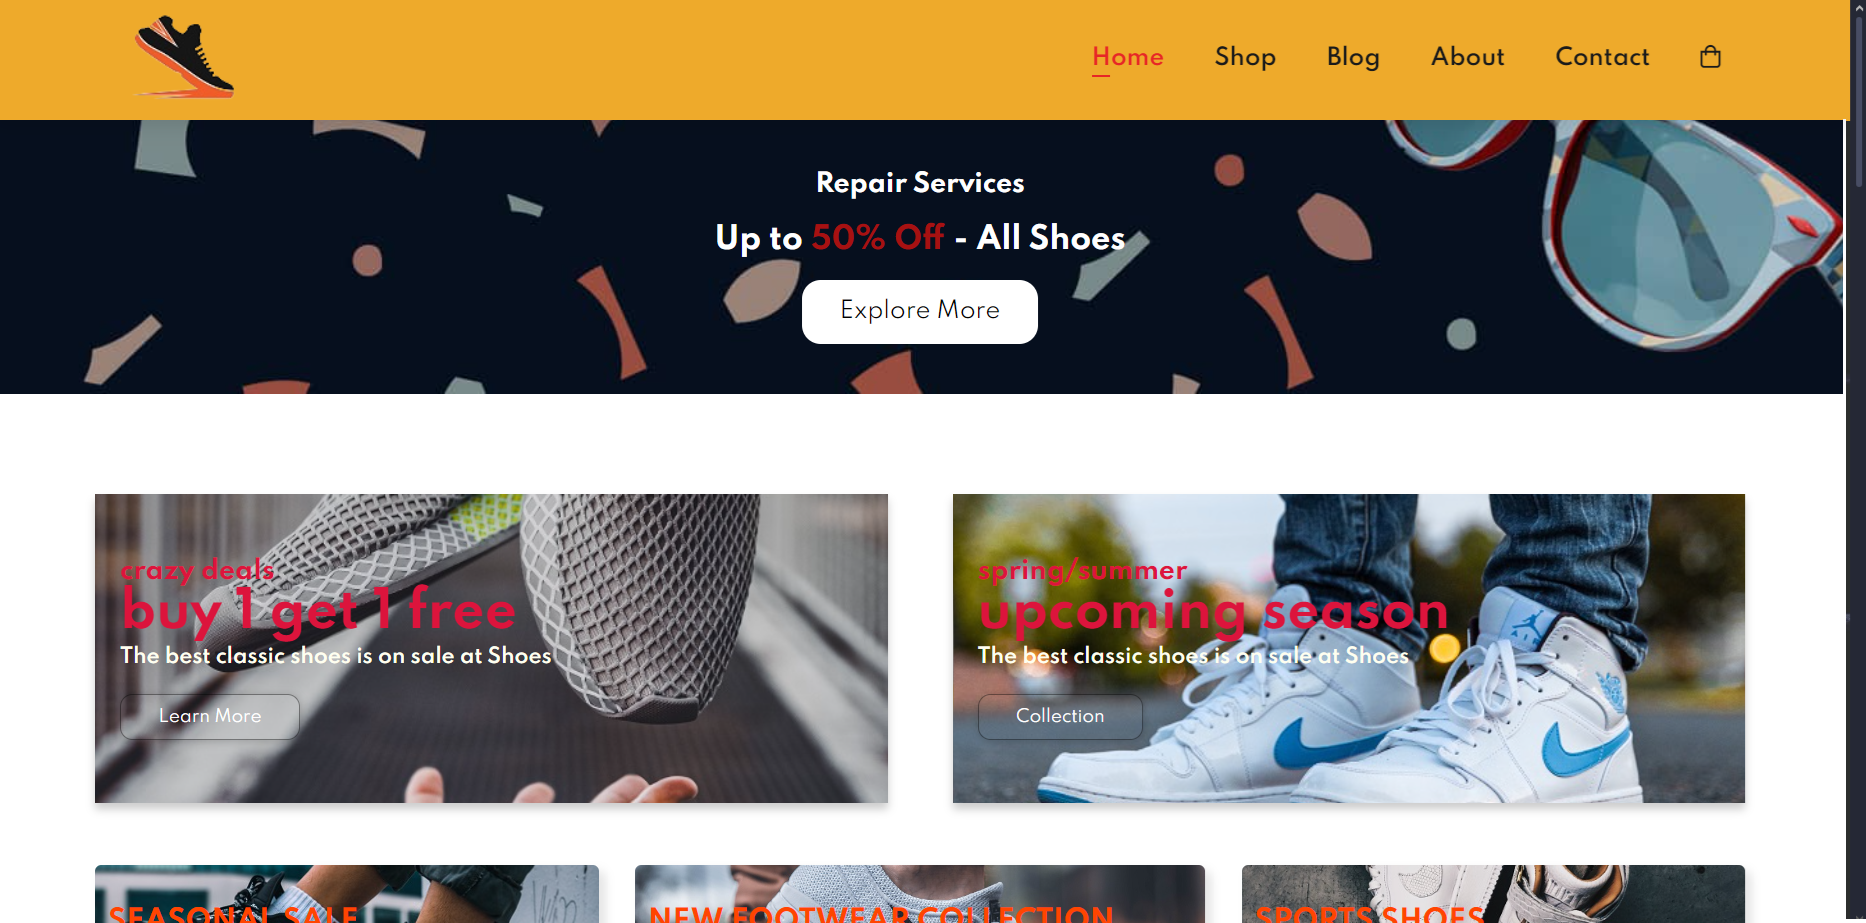 Home Shop Blog About Contact
Repair Services
Up to 50% Off - All Shoes
Explore More
crazy deals
buy 1 get 1 free
The best classic shoes is on sale at Shoes
Learn More
spring/summer
upcoming season
The best classic shoes is on sale at Shoes
Collection
SEASONAL SALE
NEW FOOTWEAR COLLECTION
SPORTS SHOES